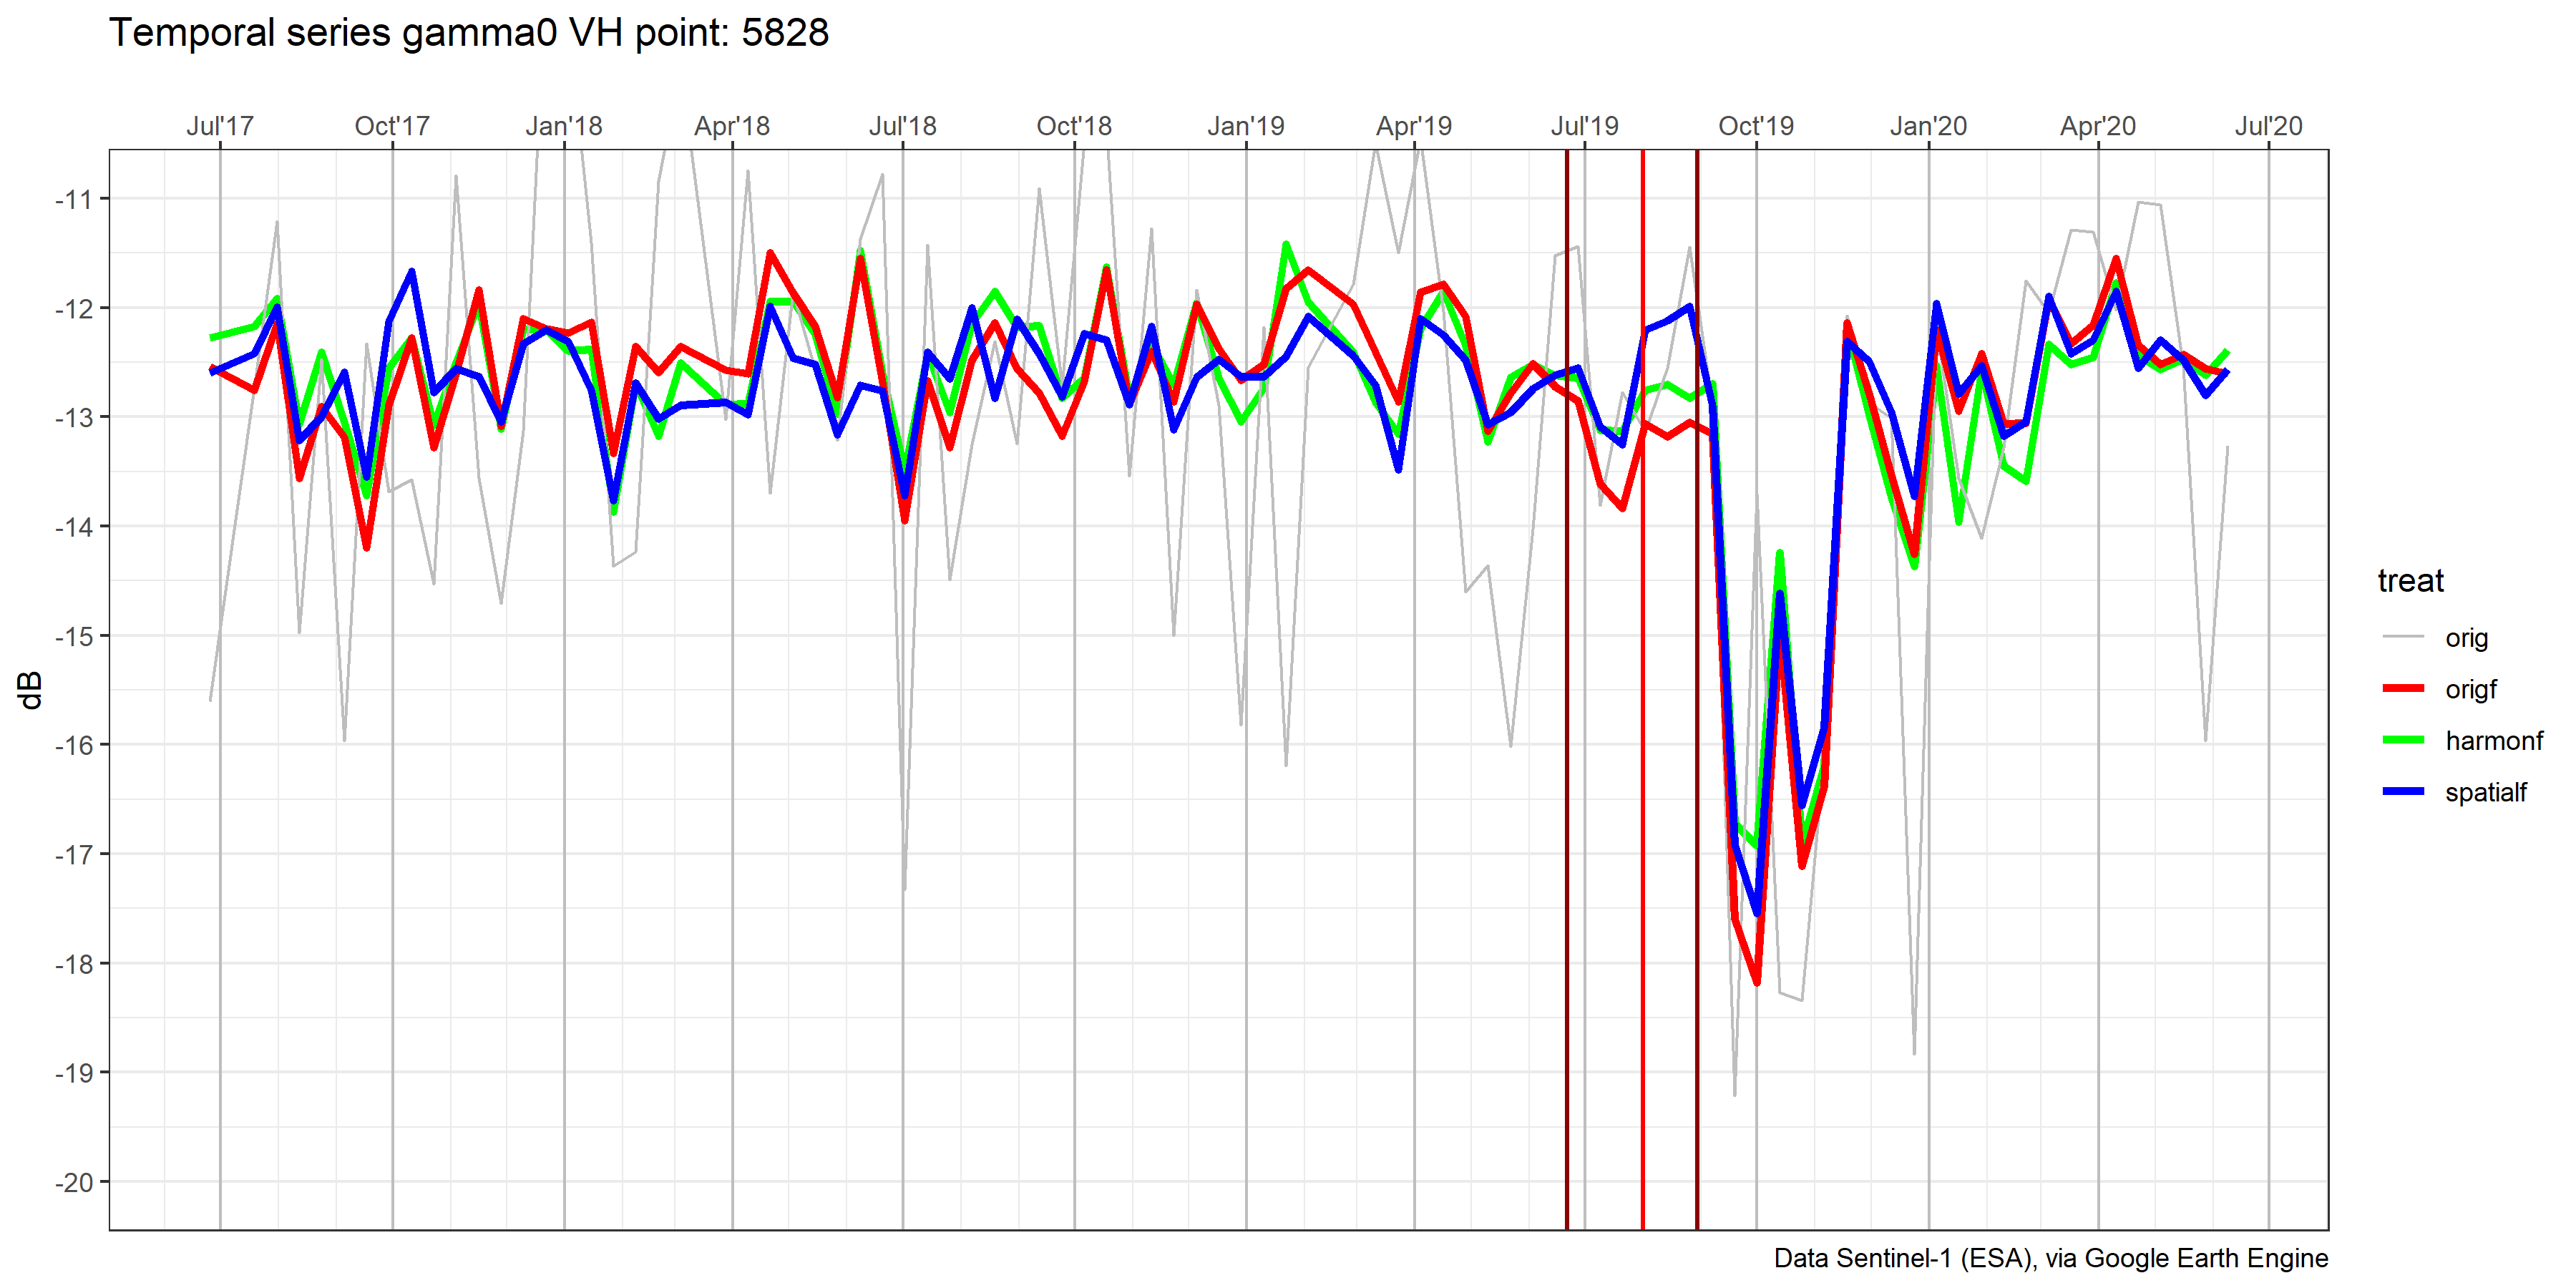 Temporal series gamma0 VH point: 5828
Jul'17 Oct'17 Jan'18 Apr'18 Jul'18 Oct'18 Jan'19 Apr'19 Jul'19 Oct'19 Jan'20 Apr'20 Jul'20
-11
-12
-13
-14
-15
-16
-17
-18
-19
-20
dB
treat
orig
origf
harmonf
spatialf
Data Sentinel-1 (ESA), via Google Earth Engine